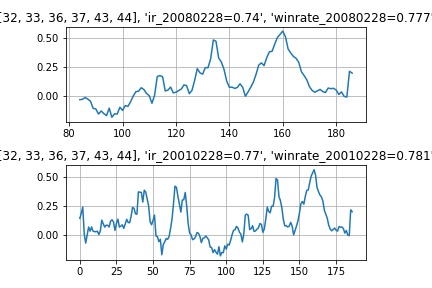 [32, 33, 36, 37, 43, 44], 'ir_20080228=0.74', 'winrate_20080228=0.777'
0.50
0.25
0.00
80 100 120 140 160 180
[32, 33, 36, 37, 43, 44], 'ir_20010228=0.77', 'winrate_20010228=0.781'
0.50
0.25
0.00
0 25 50 75 100 125 150 175